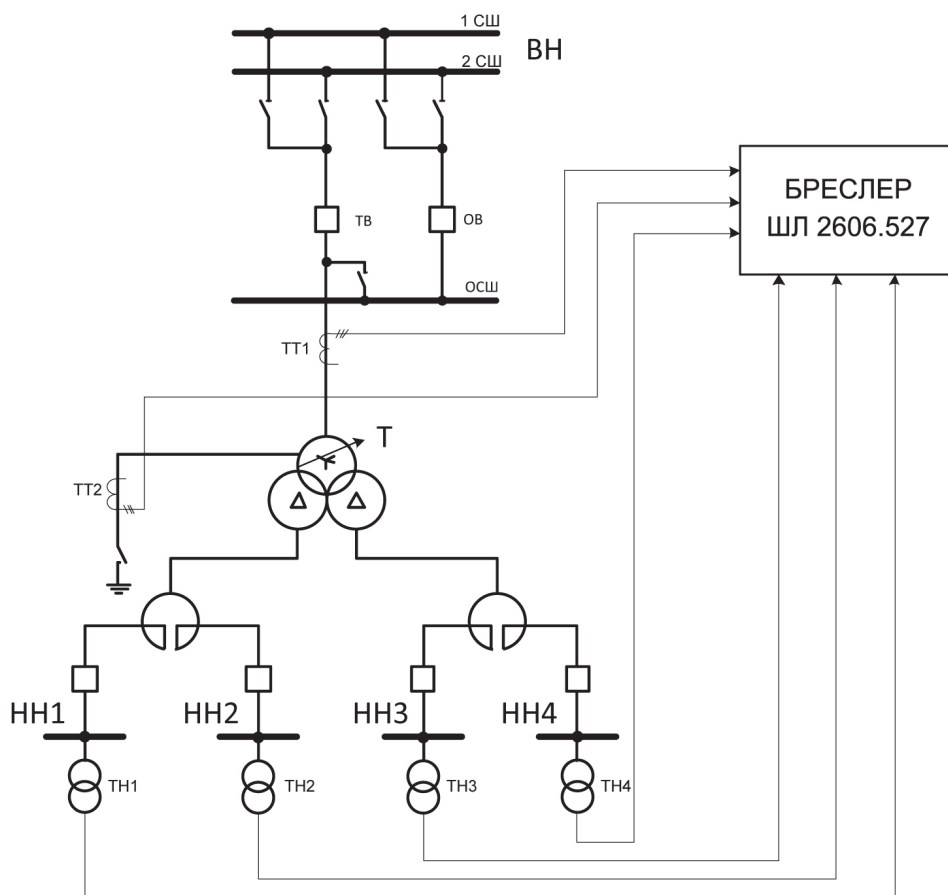 1 СШ
ВН
2 СШ
БРЕСЛЕР
ШЛ 2606.527
ТВ
ОВ
ОСШ
ТТ1
Т
ТТ2
НН1
НН2
НН3
НН4
ТН1
ТН2
ТН3
ТН4